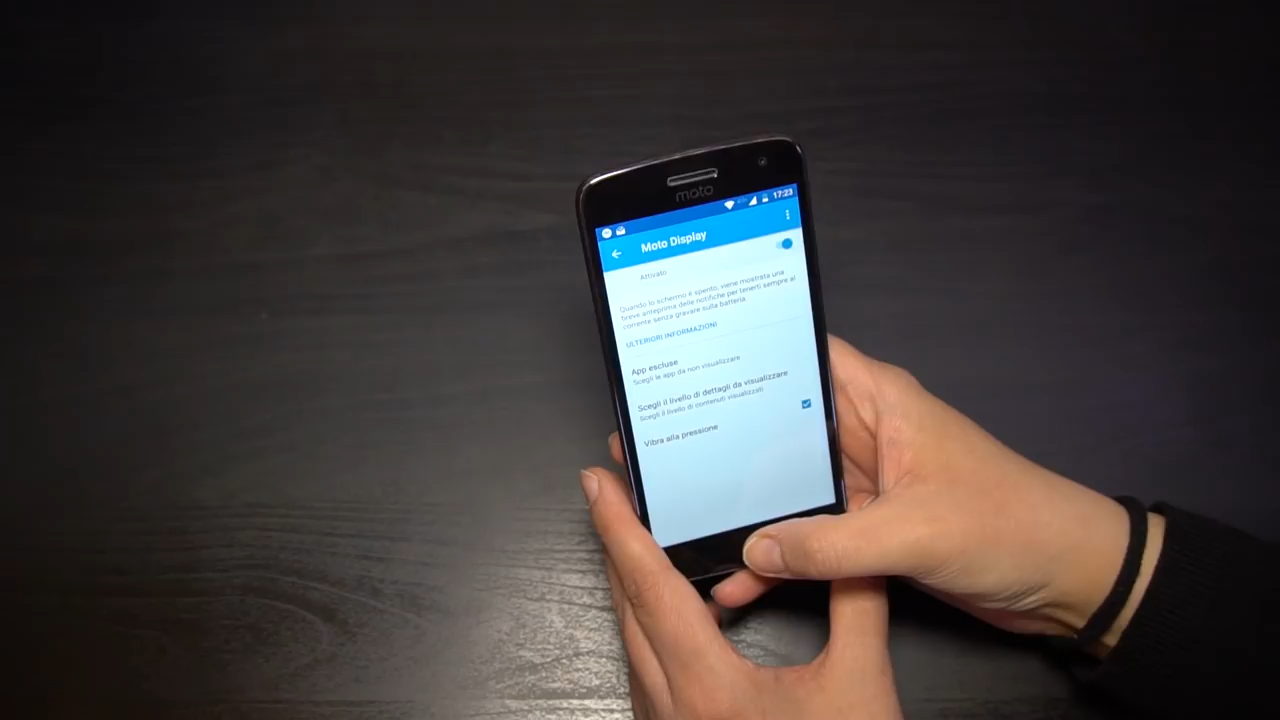 moto
17:23
Moto Display
Attivato
Quando lo schermo è spento, viene mostrata una
breve anteprima delle notifiche per tenerti sempre al
corrente senza gravare sulla batteria.
ULTERIORI INFORMAZIONI
App escluse
Scegli le app da non visualizzare
Scegli il livello di dettagli da visualizzare
Scegli il livello di contenuti visualizzati
Vibra alla pressione